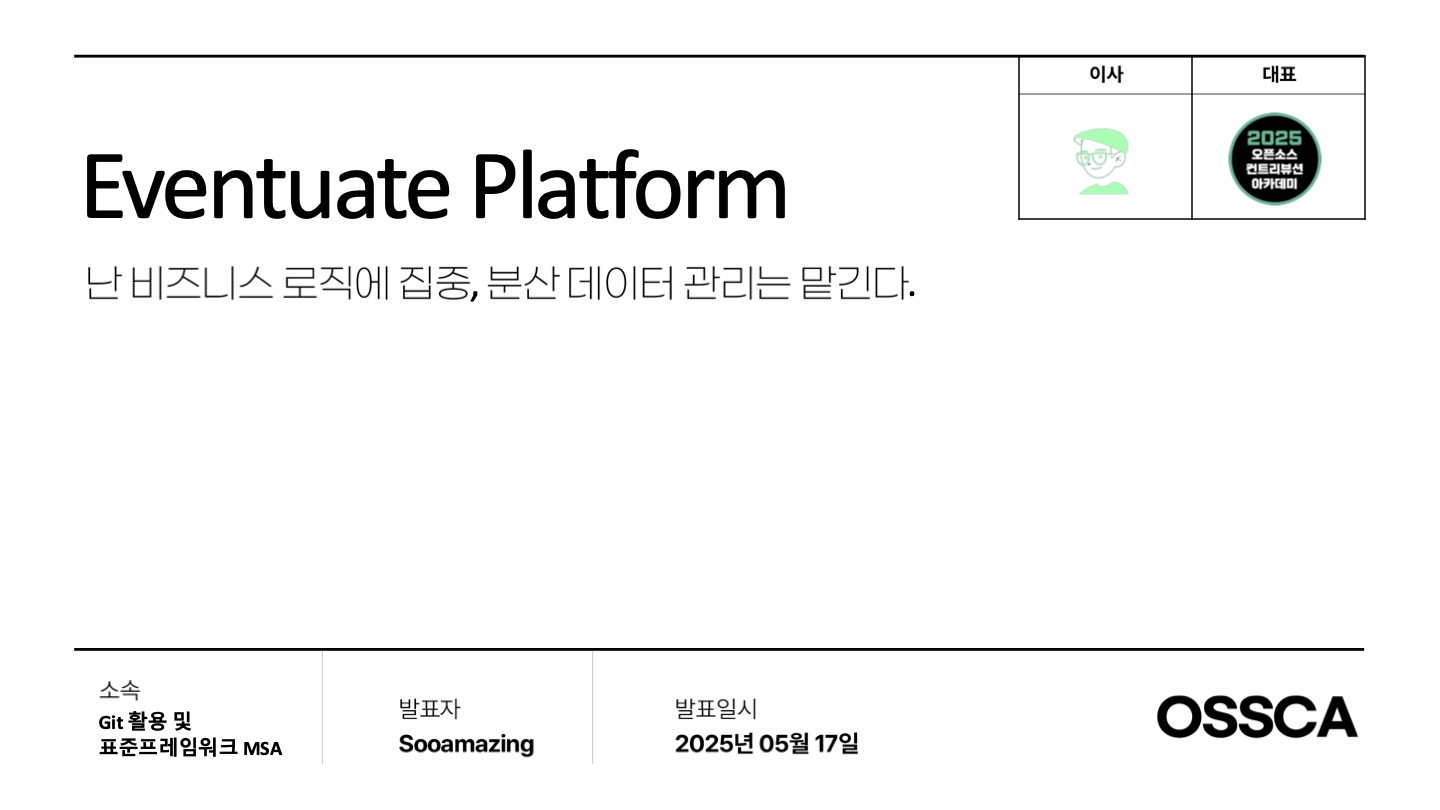 이사
대표
2025
오픈소스
컨트리뷰션
아카데미
Eventuate Platform
난 비즈니스 로직에 집중, 분산 데이터 관리는 맡긴다.
소속
Git 활용 및
표준프레임워크 MSA
발표자
Sooamazing
발표일시
2025년 05월 17일
OSSCA